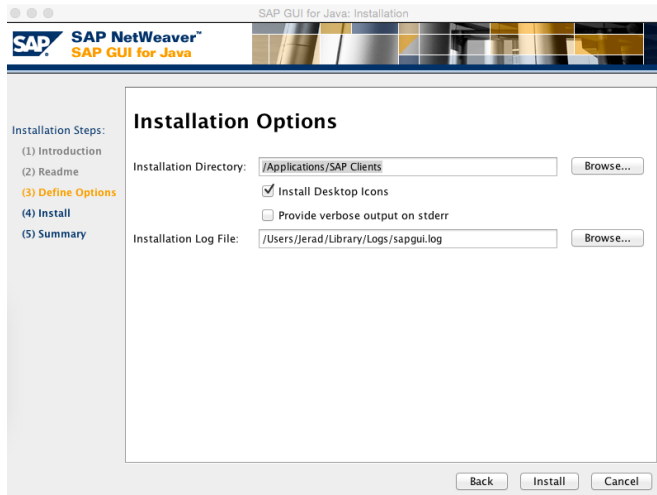 SAP GUI for Java: Installation
SAP
SAP NetWeaver™
SAP GUI for Java
Installation Steps:
(1) Introduction
(2) Readme
(3) Define Options
(4) Install
(5) Summary
Installation Options
Installation Directory: /Applications/SAP Clients Browse...
Install Desktop Icons
Provide verbose output on stderr
Installation Log File: /Users/Jerad/Library/Logs/sapgui.log Browse...
Back Install Cancel